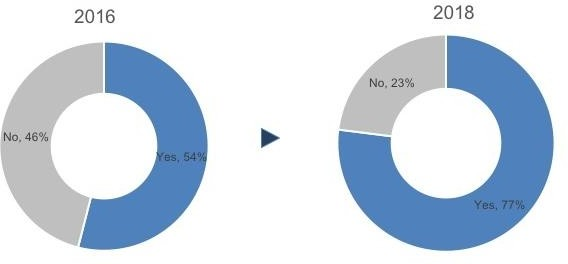 2016
No, 46%
Yes, 54%
2018
No, 23%
Yes, 77%